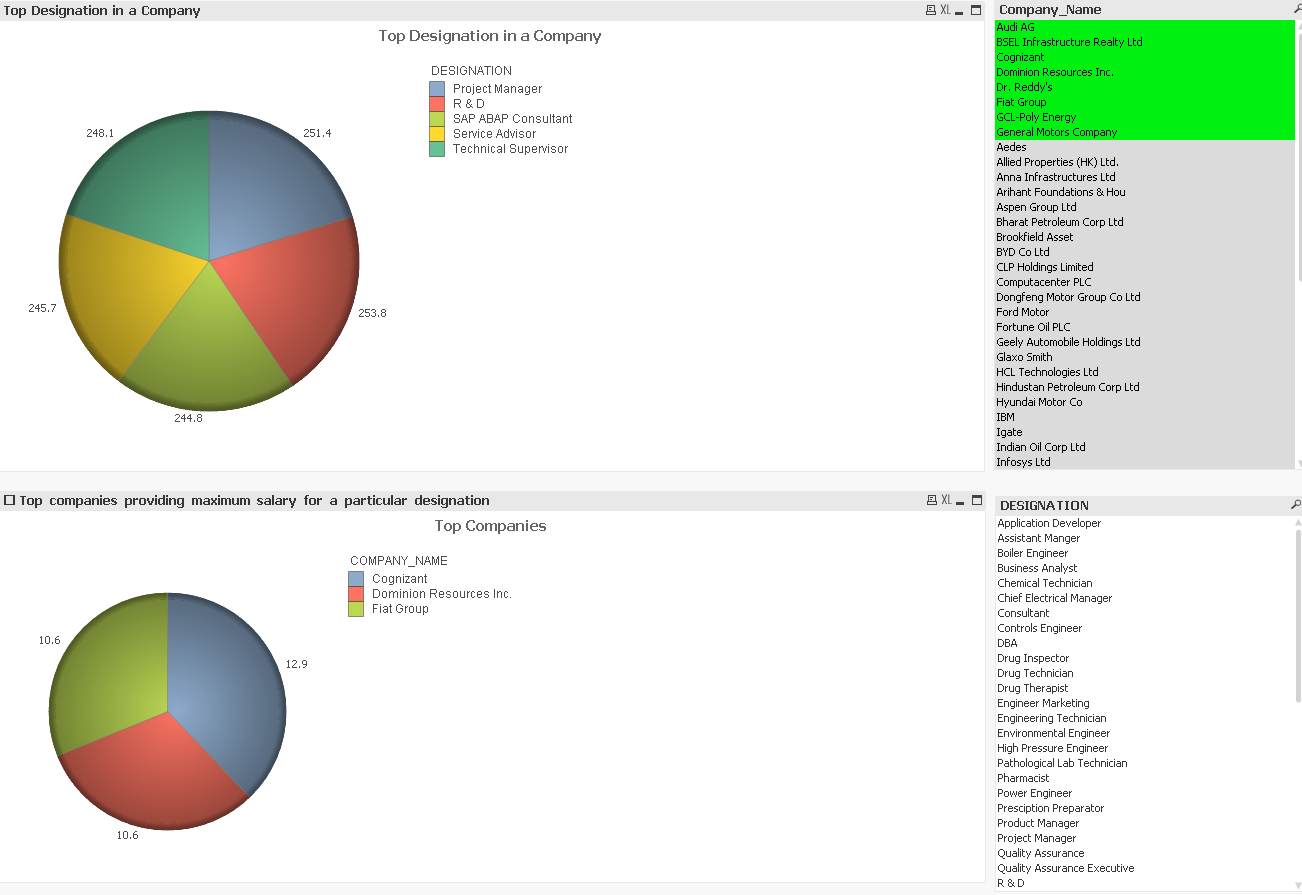 Top Designation in a Company
XL
Top Designation in a Company
DESIGNATION
Project Manager
R & D
SAP ABAP Consultant
Service Advisor
Technical Supervisor
248.1
251.4
245.7
253.8
244.8
Company_Name
Audi AG
BSEL Infrastructure Realty Ltd
Cognizant
Dominion Resources Inc.
Dr. Reddy's
Fiat Group
GCL-Poly Energy
General Motors Company
Aedes
Allied Properties (HK) Ltd.
Anna Infrastructures Ltd
Arihant Foundations & Hou
Aspen Group Ltd
Bharat Petroleum Corp Ltd
Brookfield Asset
BYD Co Ltd
CLP Holdings Limited
Computacenter PLC
Dongfeng Motor Group Co Ltd
Ford Motor
Fortune Oil PLC
Geely Automobile Holdings Ltd
Glaxo Smith
HCL Technologies Ltd
Hindustan Petroleum Corp Ltd
Hyundai Motor Co
IBM
Igate
Indian Oil Corp Ltd
Infosys Ltd
Top companies providing maximum salary for a particular designation
XL
Top Companies
COMPANY_NAME
Cognizant
Dominion Resources Inc.
Fiat Group
10.6
12.9
10.6
DESIGNATION
Application Developer
Assistant Manger
Boiler Engineer
Business Analyst
Chemical Technician
Chief Electrical Manager
Consultant
Controls Engineer
DBA
Drug Inspector
Drug Technician
Drug Therapist
Engineer Marketing
Engineering Technician
Environmental Engineer
High Pressure Engineer
Pathological Lab Technician
Pharmacist
Power Engineer
Presciption Preparator
Product Manager
Project Manager
Quality Assurance
Quality Assurance Executive
R & D